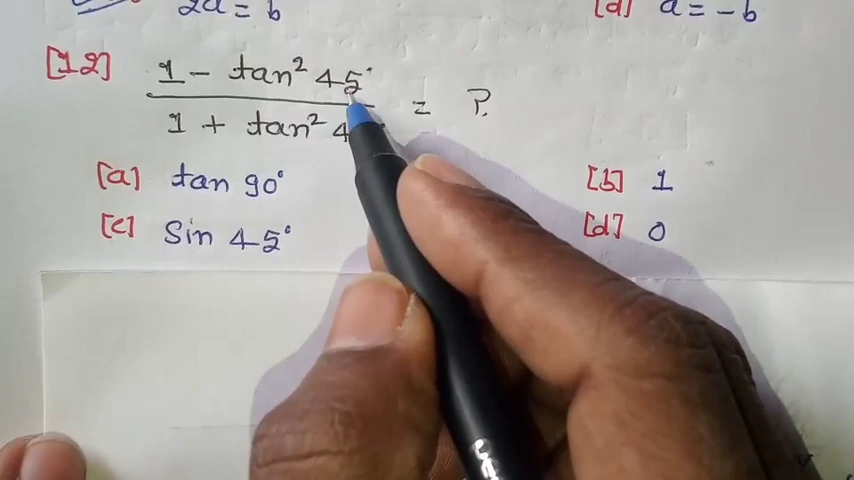 2a = b [d] a = -b
[12] 1 - tan² 45°
= ?
1 + tan² 4
[a] tan 90° [b] 1
[c] Sin 45° [d] 0